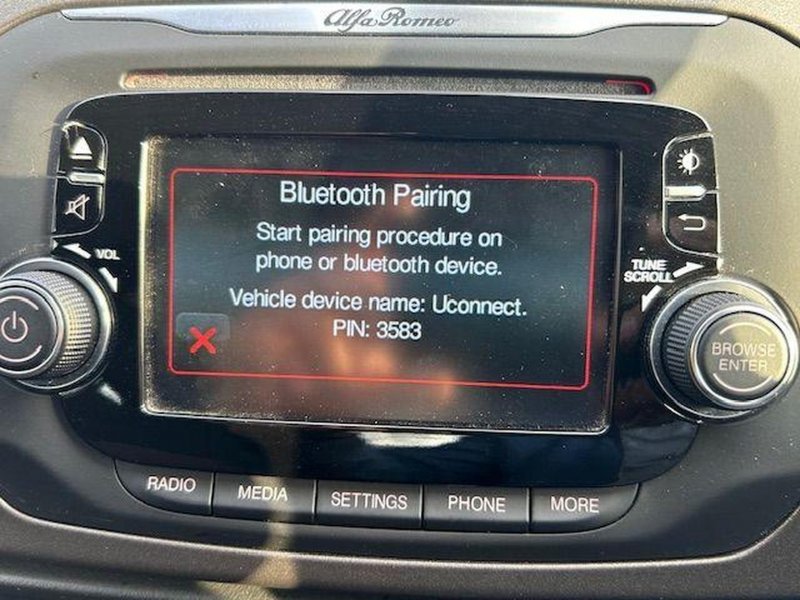 Alfa Romeo
Bluetooth Pairing
Start pairing procedure on
phone or bluetooth device.
Vehicle device name: Uconnect.
PIN: 3583
VOL
TUNE
SCROLL
BROWSE
ENTER
RADIO
MEDIA
SETTINGS
PHONE
MORE